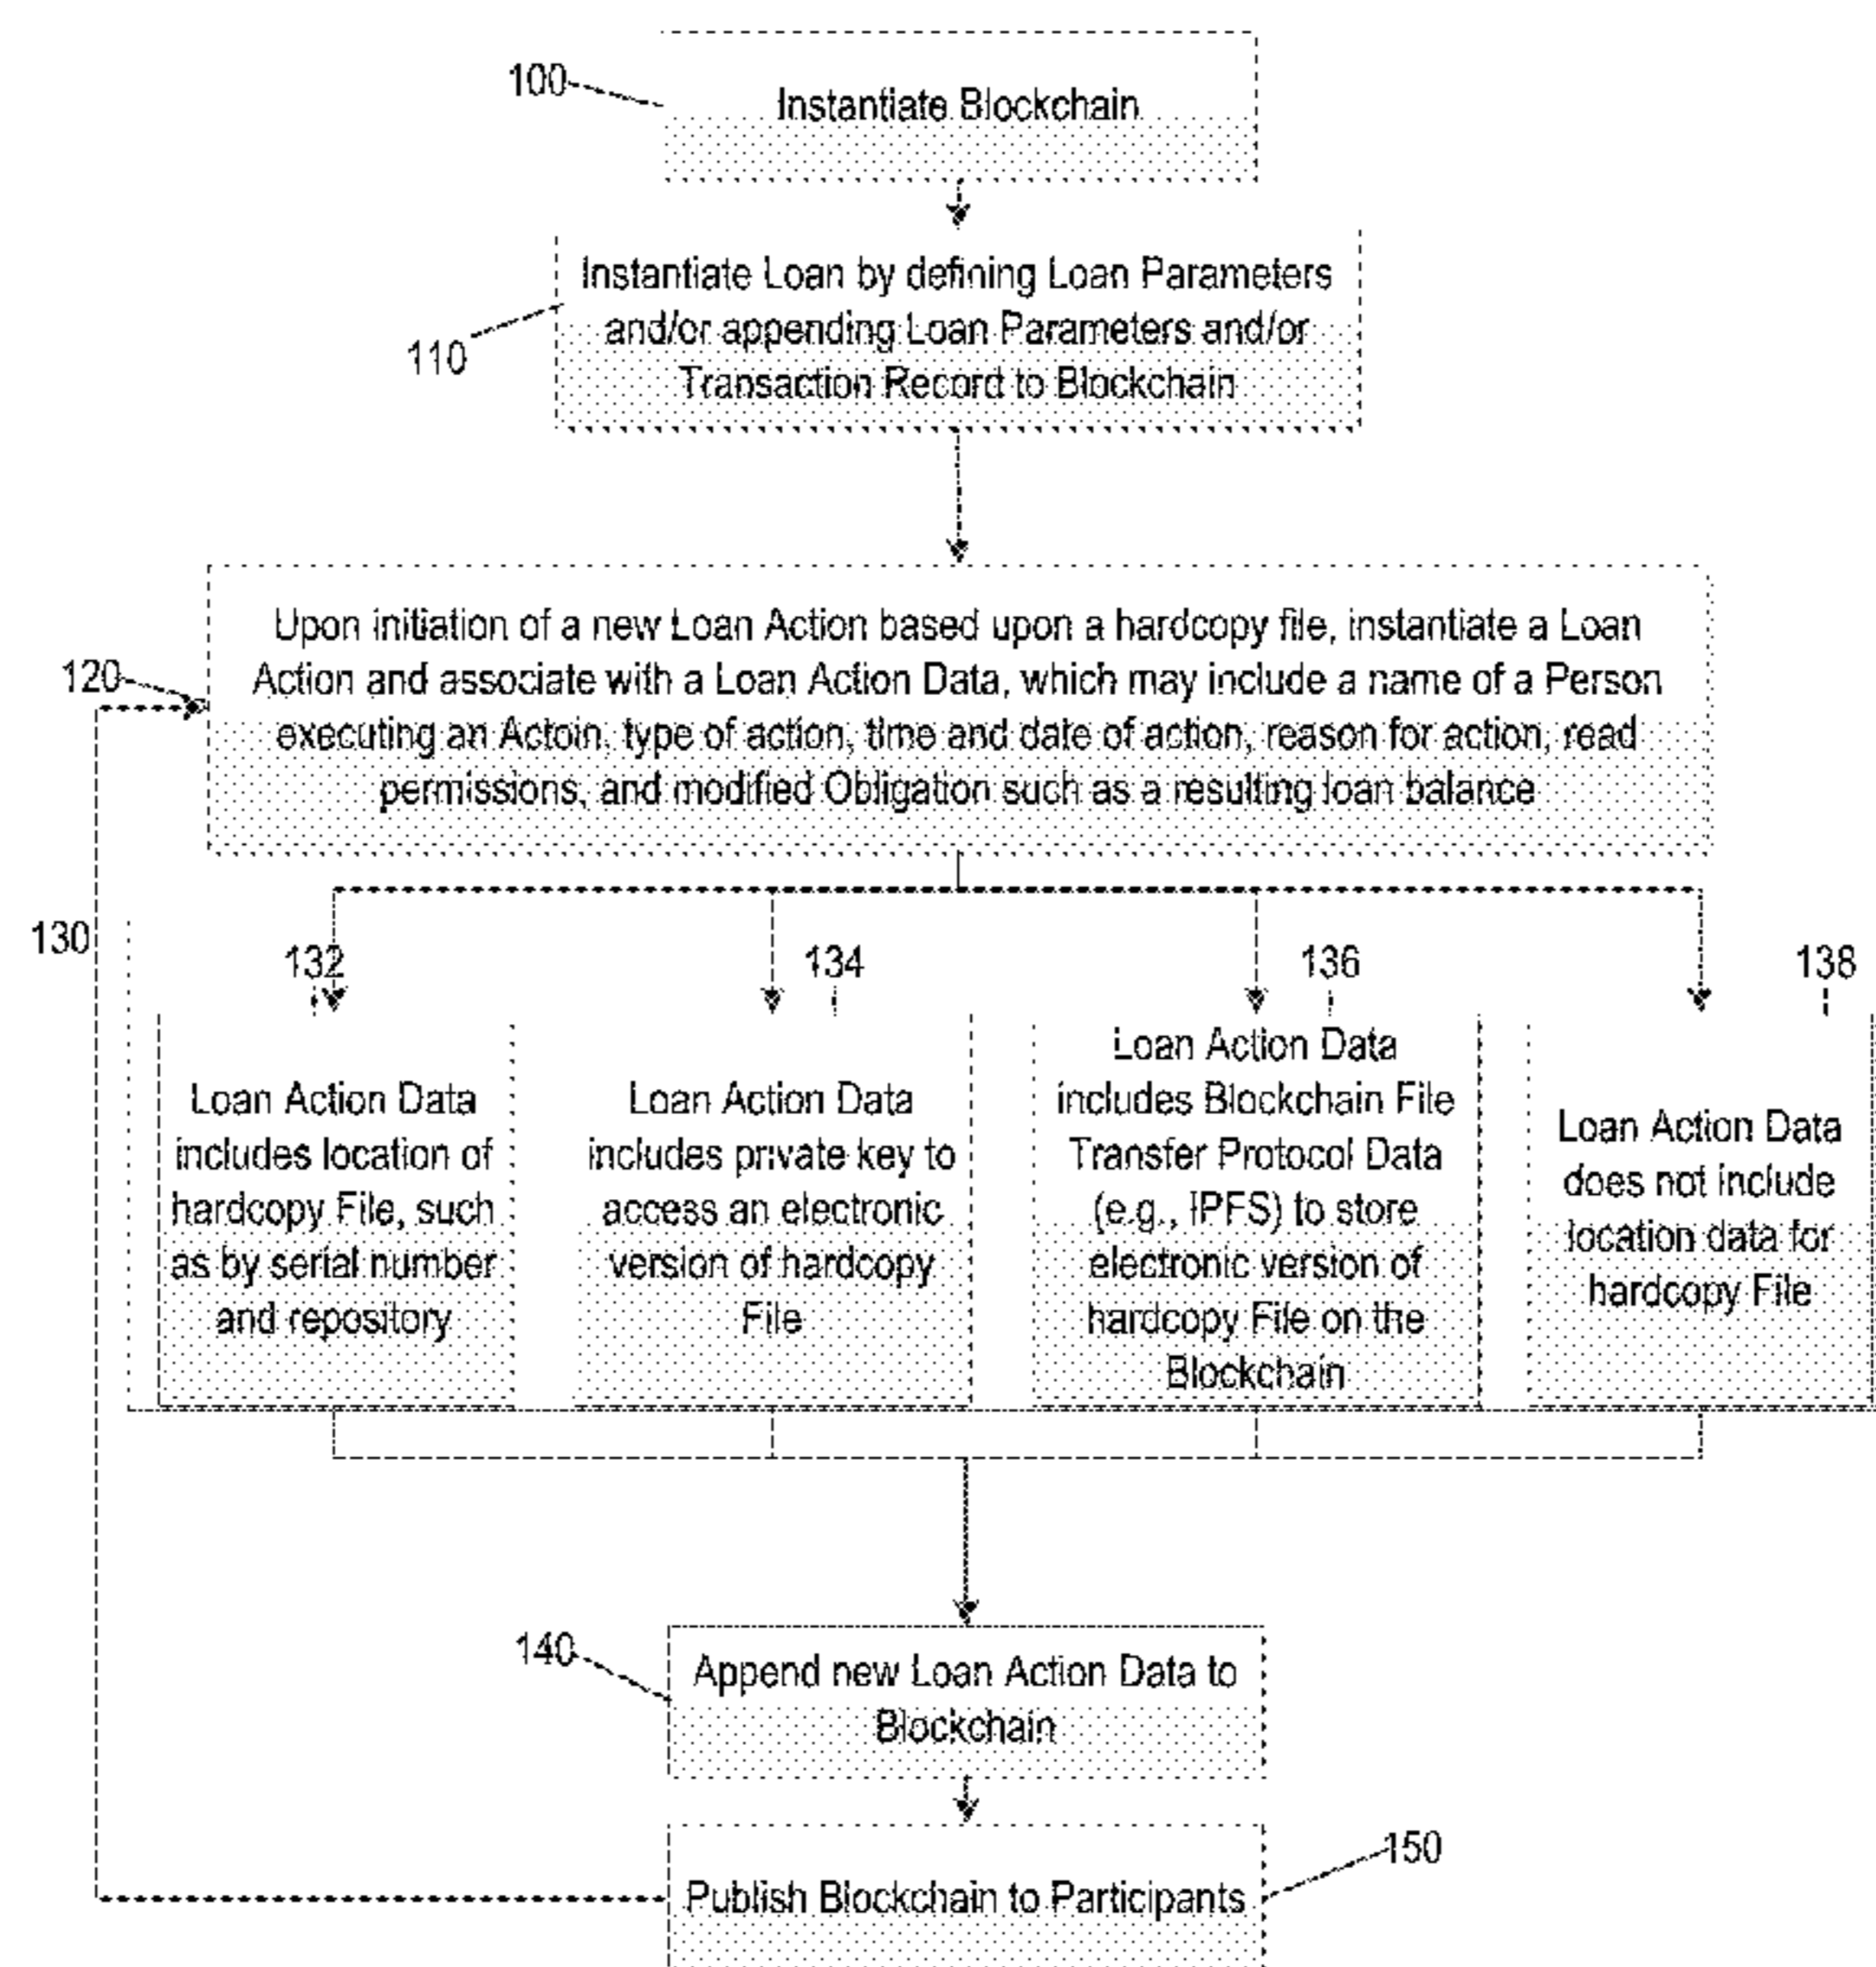 100
Instantiate Blockchain
Instantiate Loan by defining Loan Parameters
and/or appending Loan Parameters and/or
Transaction Record to Blockchain
110
Upon initiation of a new Loan Action based upon a hardcopy file, instantiate a Loan
Action and associate with a Loan Action Data, which may include a name of a Person
executing an Actoin, type of action, time and date of action, reason for action, read
permissions, and modified Obligation such as a resulting loan balance
120
130
132
134
136
138
Loan Action Data
includes location of
hardcopy File, such
as by serial number
and repository
Loan Action Data
includes private key to
access an electronic
version of hardcopy
File
Loan Action Data
includes Blockchain File
Transfer Protocol Data
(e.g., IPFS) to store
electronic version of
hardcopy File on the
Blockchain
Loan Action Data
does not include
location data for
hardcopy File
140
Append new Loan Action Data to
Blockchain
150
Publish Blockchain to Participants